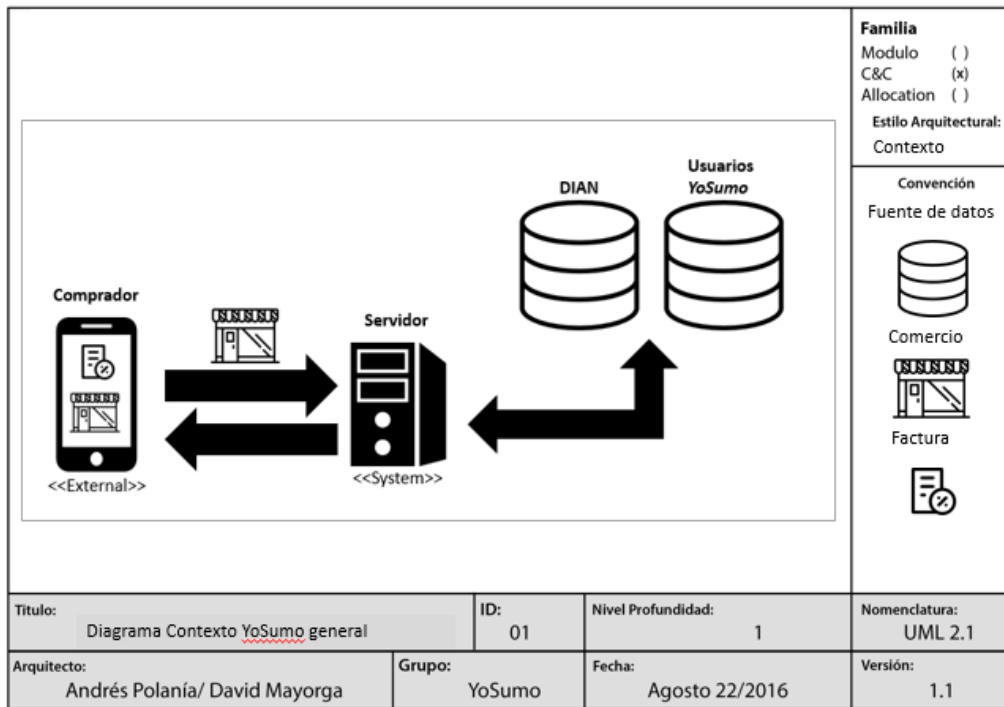 Familia
Modulo ( )
C&C (x)
Allocation ( )
Estilo Arquitectural:
Contexto
Convención
Fuente de datos
Comercio
Factura
Usuarios
YoSumo
DIAN
Comprador
Servidor
<<External>>
<<System>>
Titulo:
Diagrama Contexto YoSumo general
ID:
01
Nivel Profundidad:
1
Nomenclatura:
UML 2.1
Arquitecto:
Andrés Polanía/ David Mayorga
Grupo:
YoSumo
Fecha:
Agosto 22/2016
Versión:
1.1